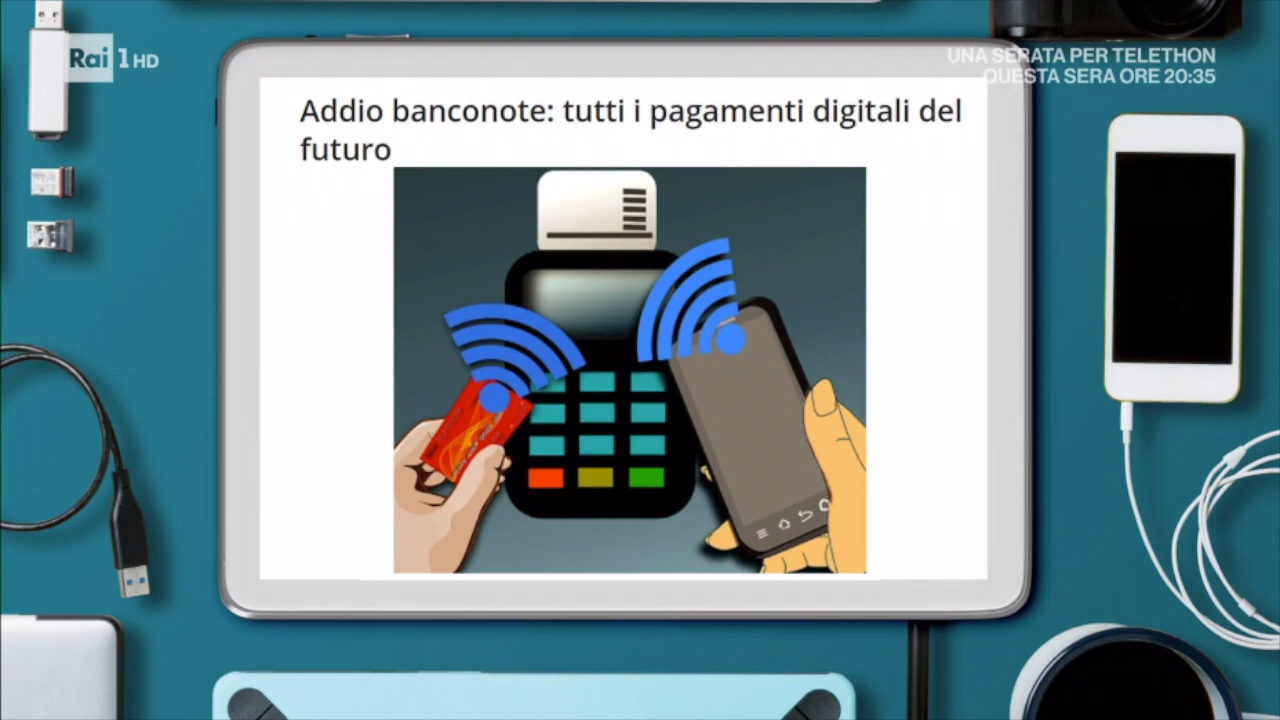 Rai 1 HD
UNA SERATA PER TELETHON
QUESTA SERA ORE 20:35
Addio banconote: tutti i pagamenti digitali del
futuro